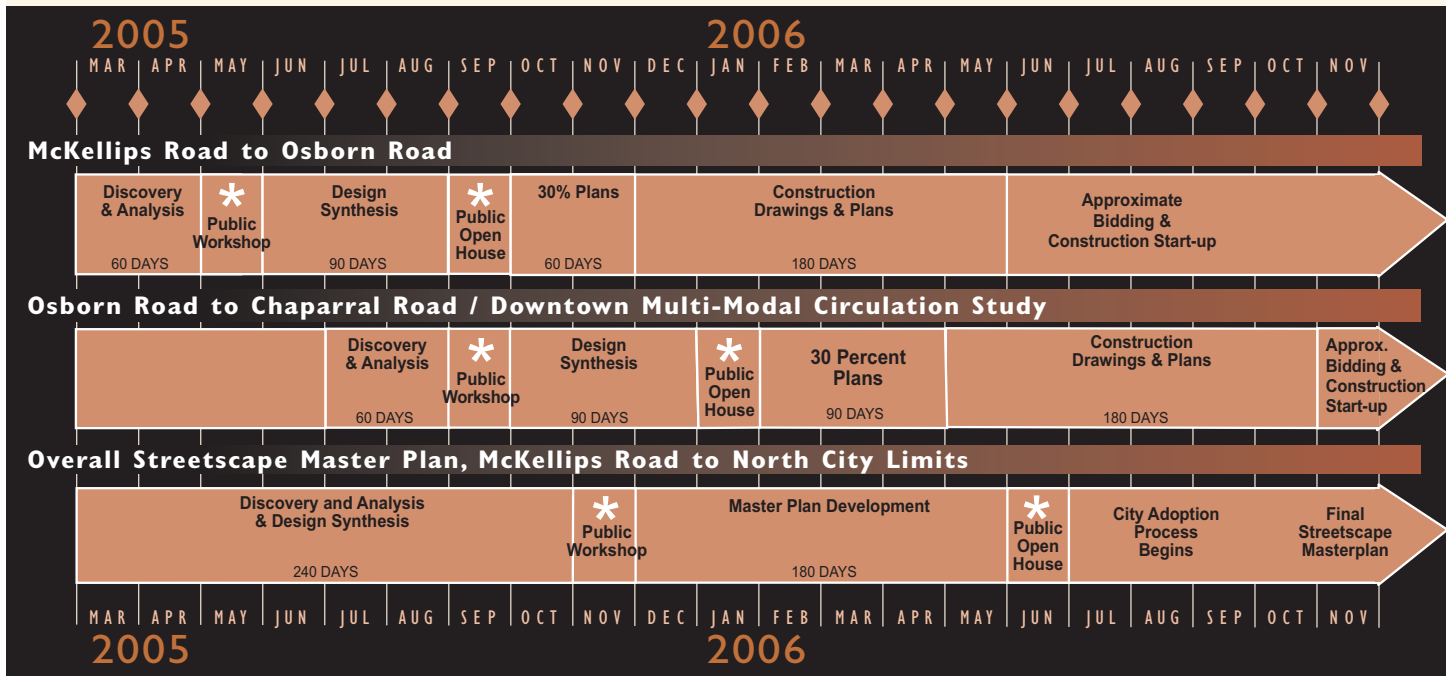 2005 2006
MAR APR MAY JUN JUL AUG SEP OCT NOV DEC JAN FEB MAR APR MAY JUN JUL AUG SEP OCT NOV
McKellips Road to Osborn Road
Discovery
& Analysis
60 DAYS
*
Public
Workshop
Design
Synthesis
90 DAYS
*
Public
Open
House
30% Plans
60 DAYS
Construction
Drawings & Plans
180 DAYS
Approximate
Bidding &
Construction Start-up
Osborn Road to Chaparral Road / Downtown Multi-Modal Circulation Study
Discovery
& Analysis
60 DAYS
*
Public
Workshop
Design
Synthesis
90 DAYS
*
Public
Open
House
30 Percent
Plans
90 DAYS
Construction
Drawings & Plans
180 DAYS
Approx.
Bidding &
Construction
Start-up
Overall Streetscape Master Plan, McKellips Road to North City Limits
Discovery and Analysis
& Design Synthesis
240 DAYS
*
Public
Workshop
Master Plan Development
180 DAYS
*
Public
Open
House
City Adoption
Process
Begins
Final
Streetscape
Masterplan
MAR APR MAY JUN JUL AUG SEP OCT NOV DEC JAN FEB MAR APR MAY JUN JUL AUG SEP OCT NOV
2005 2006